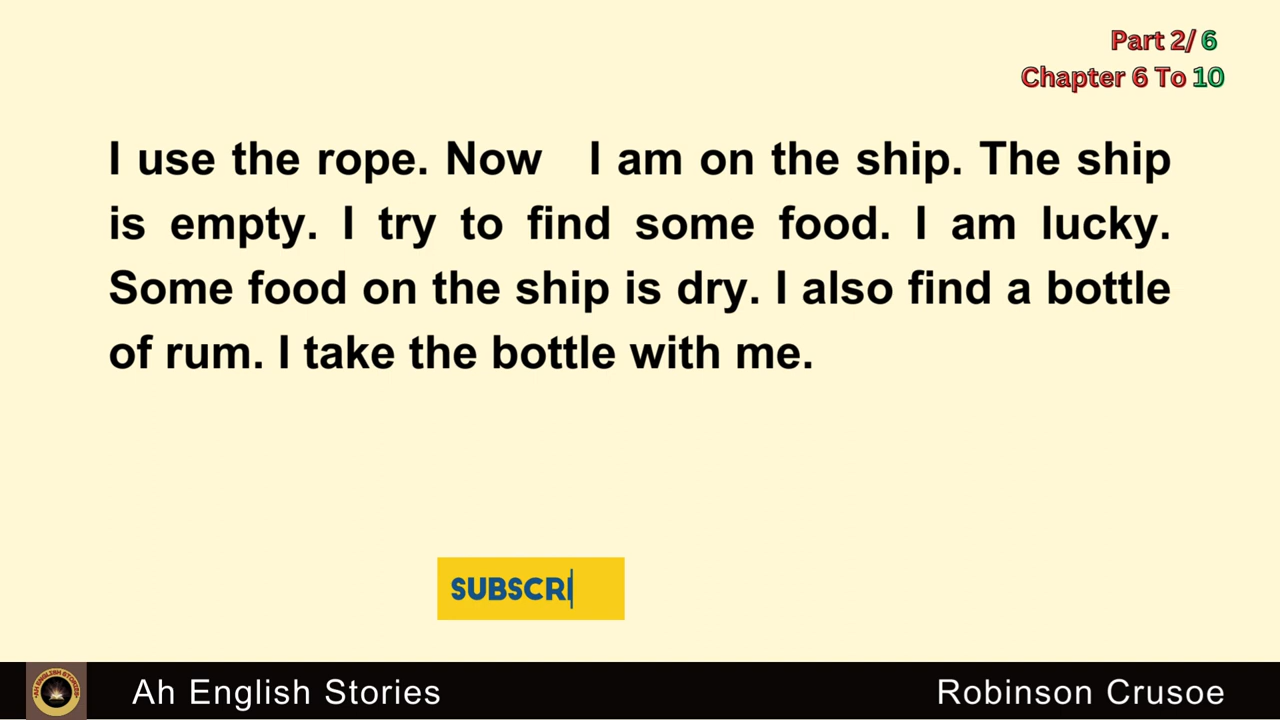 Part 2/ 6
Chapter 6 To 10
I use the rope. Now I am on the ship. The ship
is empty. I try to find some food. I am lucky.
Some food on the ship is dry. I also find a bottle
of rum. I take the bottle with me.
SUBSCRI
Ah English Stories
Robinson Crusoe